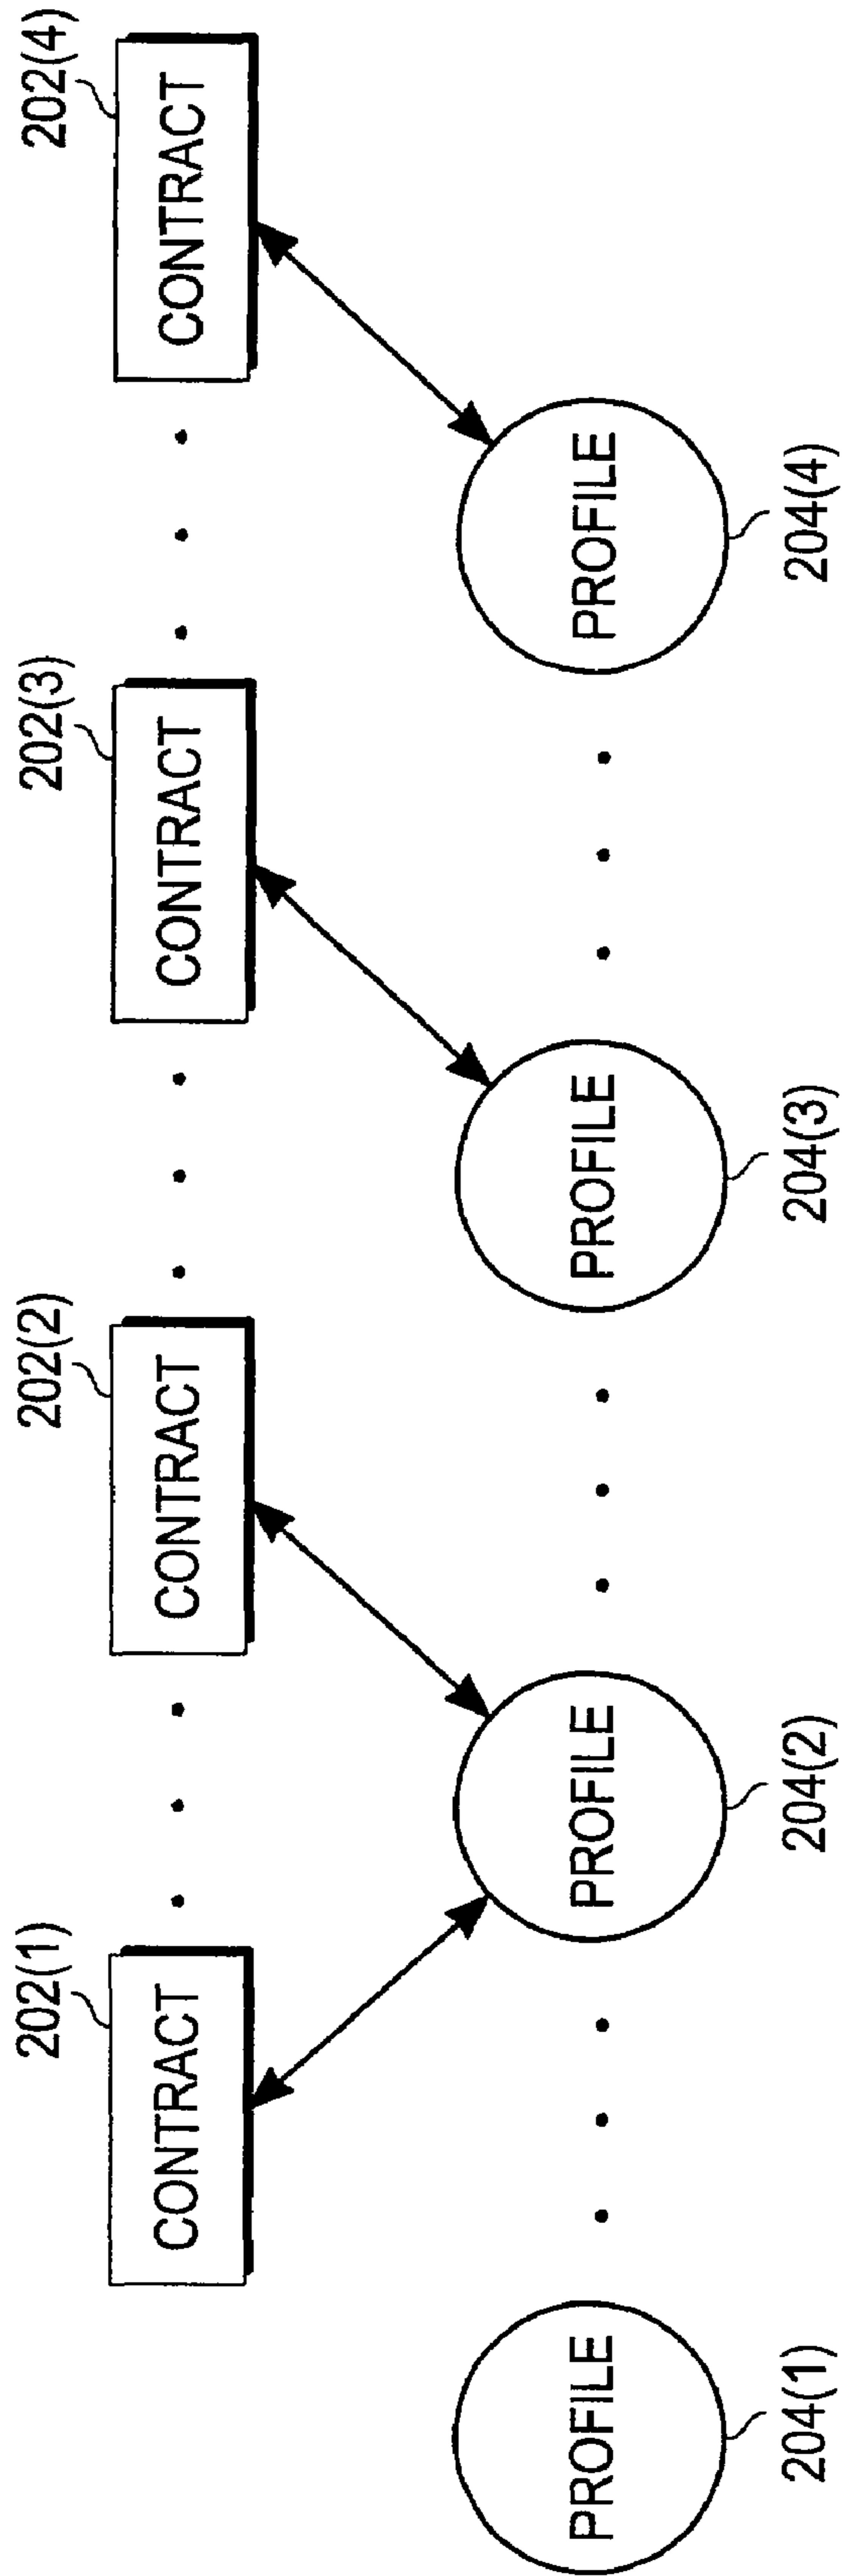 202(1)
202(2)
202(3)
202(4)
CONTRACT
CONTRACT
CONTRACT
CONTRACT
PROFILE
PROFILE
PROFILE
PROFILE
204(1)
204(2)
204(3)
204(4)